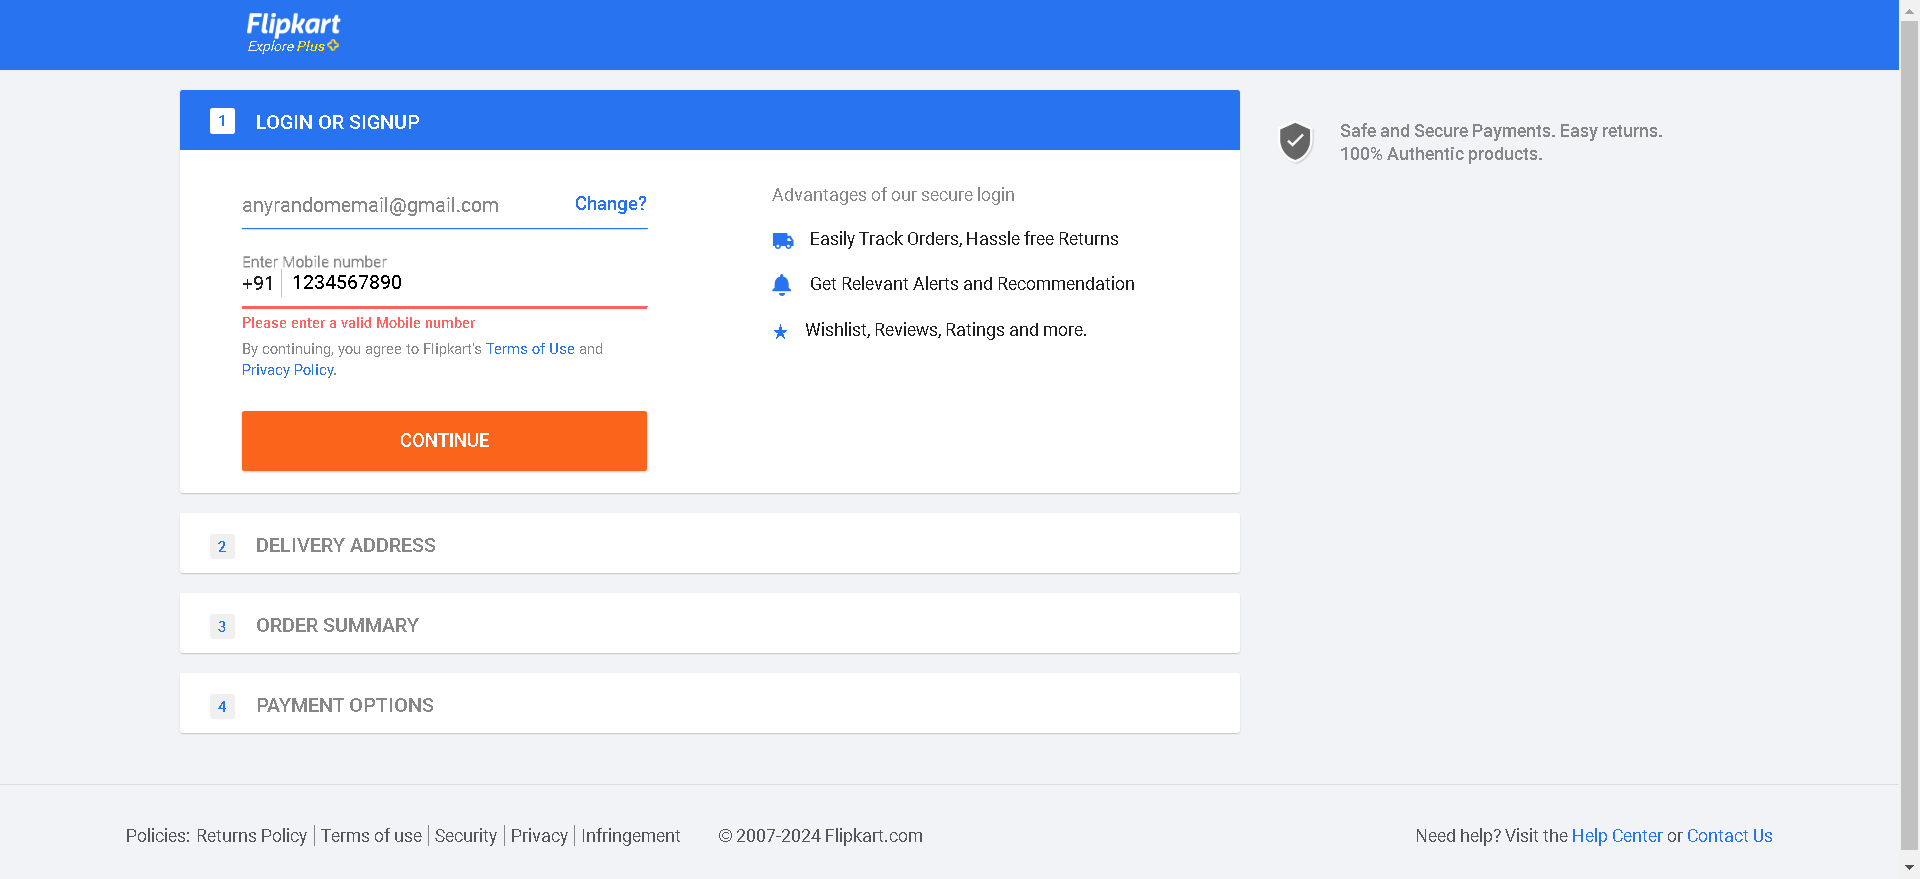 Flipkart
Explore Plus
1 LOGIN OR SIGNUP
anyrandomemail@gmail.com Change?
Enter Mobile number
+91 1234567890
Please enter a valid Mobile number
By continuing, you agree to Flipkart's Terms of Use and
Privacy Policy.
CONTINUE
Advantages of our secure login
Easily Track Orders, Hassle free Returns
Get Relevant Alerts and Recommendation
Wishlist, Reviews, Ratings and more.
Safe and Secure Payments. Easy returns.
100% Authentic products.
2 DELIVERY ADDRESS
3 ORDER SUMMARY
4 PAYMENT OPTIONS
Policies: Returns Policy | Terms of use | Security | Privacy | Infringement © 2007-2024 Flipkart.com Need help? Visit the Help Center or Contact Us